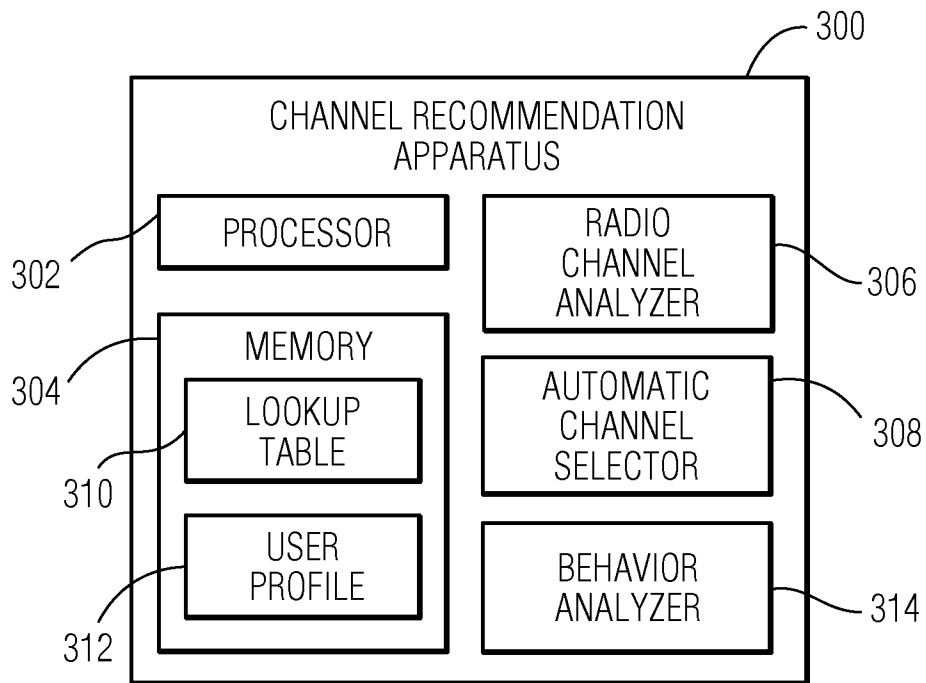 300
CHANNEL RECOMMENDATION
APPARATUS
302
PROCESSOR
304
MEMORY
310
LOOKUP
TABLE
312
USER
PROFILE
RADIO
CHANNEL
ANALYZER
306
AUTOMATIC
CHANNEL
SELECTOR
308
BEHAVIOR
ANALYZER
314